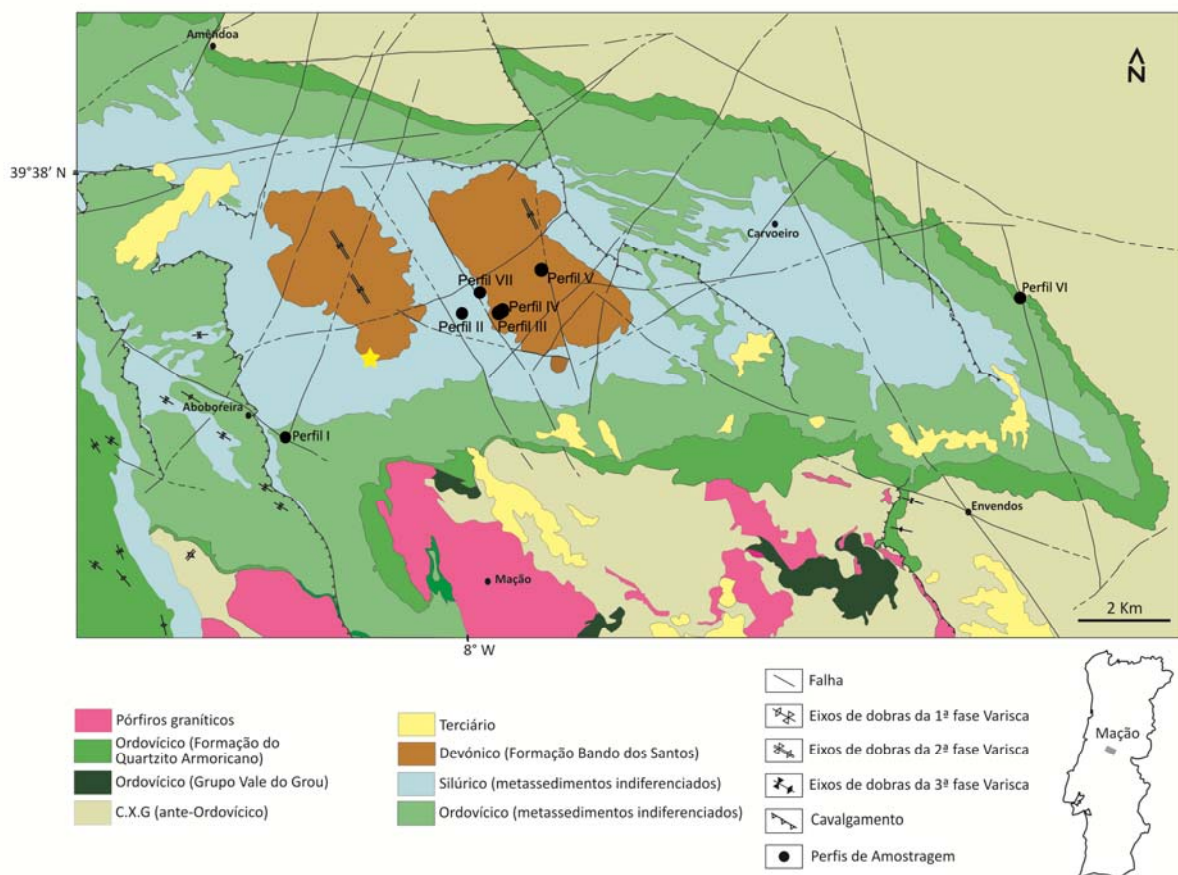 Amêndoa
N
39°38' N
Carvoeiro
Perfil V
Perfil VII
Perfil VI
Perfil IV
Perfil II
Perfil III
Aboboreira
Perfil I
Envendos
Mação
2 Km
8° W
Pórfiros graníticos
Ordovícico (Formação do
Quartzito Armoricano)
Ordovícico (Grupo Vale do Grou)
C.X.G (ante-Ordovícico)
Terciário
Devónico (Formação Bando dos Santos)
Silúrico (metassedimentos indiferenciados)
Ordovícico (metassedimentos indiferenciados)
Falha
Eixos de dobras da 1ª fase Varisca
Eixos de dobras da 2ª fase Varisca
Eixos de dobras da 3ª fase Varisca
Cavalgamento
Perfis de Amostragem
Mação